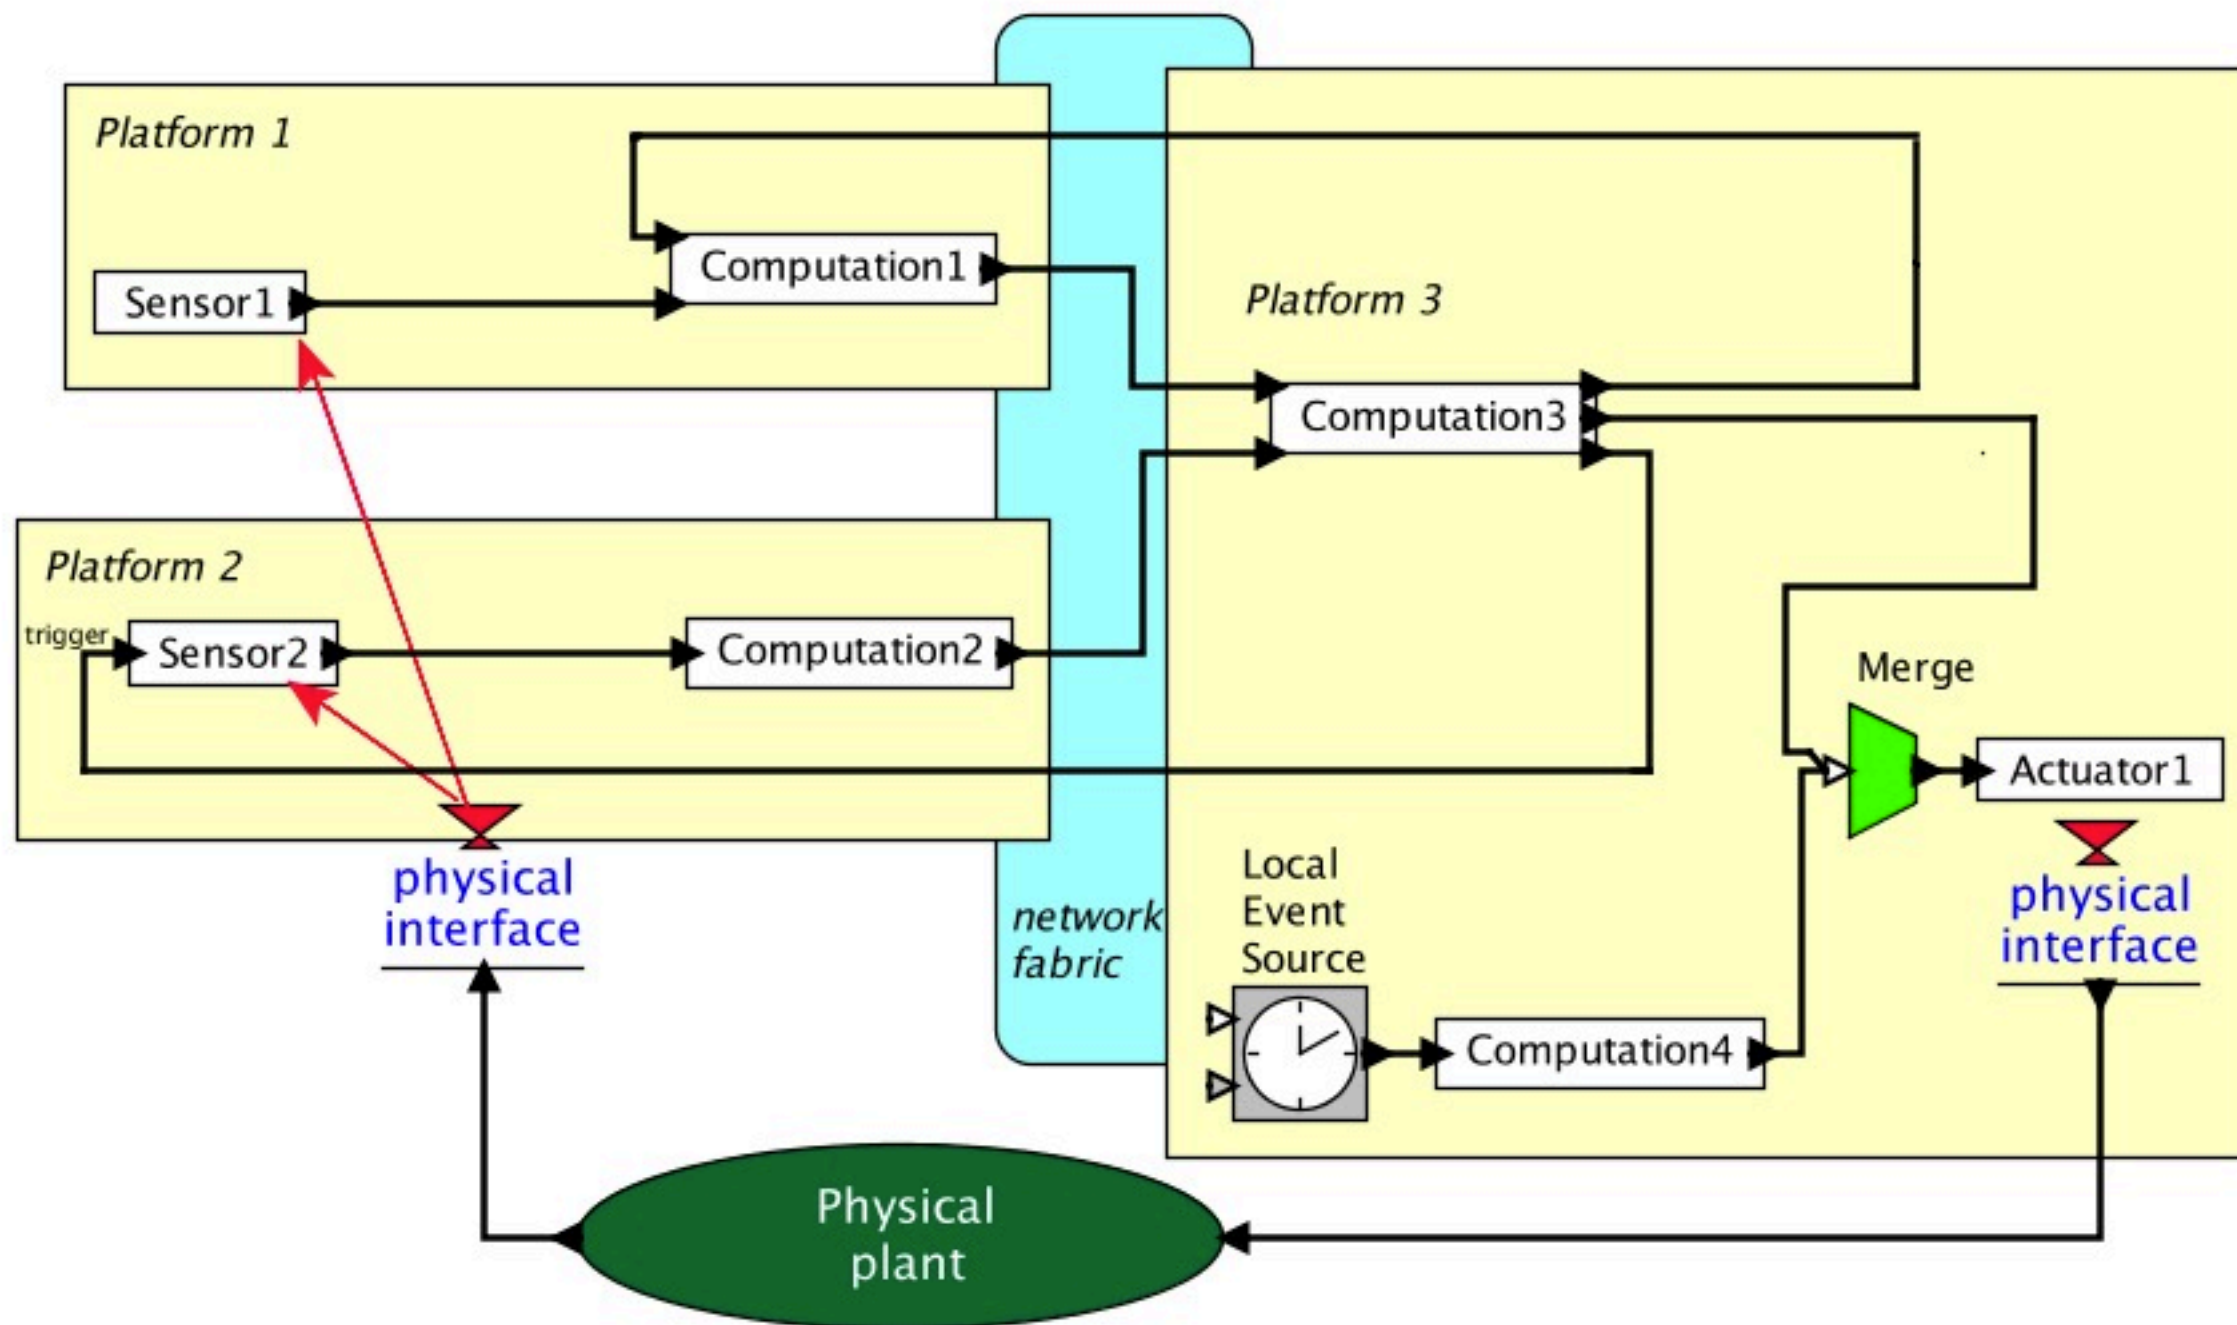 Platform 1
Computation1
Sensor1
Platform 3
Computation3
Platform 2
trigger
Sensor2
Computation2
Merge
Actuator1
physical
interface
network
fabric
Local
Event
Source
physical
interface
Computation4
Physical
plant